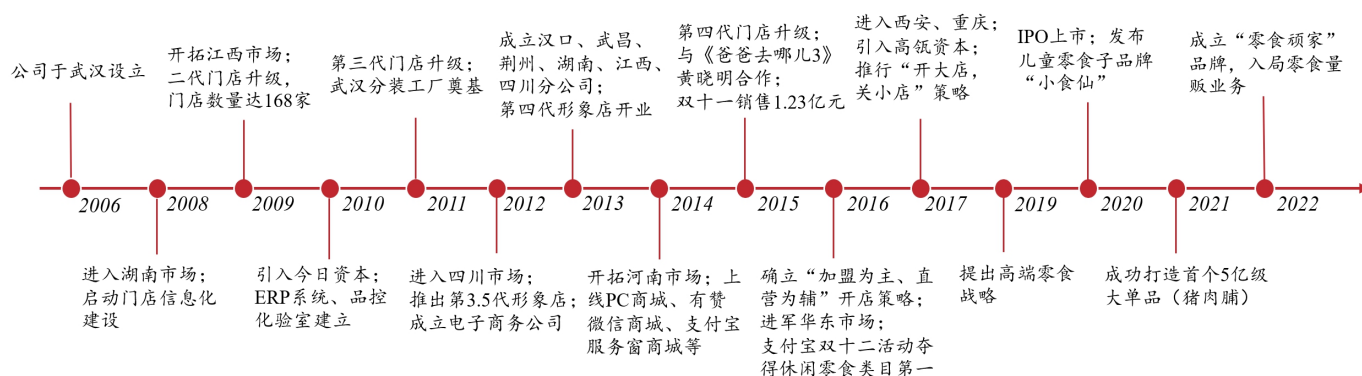 公司于武汉设立
开拓江西市场；
二代门店升级，
门店数量达168家
第三代门店升级；
武汉分装工厂奠基
成立汉口、武昌、
荆州、湖南、江西、
四川分公司；
第四代形象店开业
第四代门店升级；
与《爸爸去哪儿3》
黄晓明合作；
双十一销售1.23亿元
进入西安、重庆；
引入高瓴资本；
推行“开大店，
关小店”策略
IPO上市；发布
儿童零食子品牌
“小食仙”
成立“零食顽家”
品牌，入局零食量
贩业务
2006
2008
2009
2010
2011
2012
2013
2014
2015
2016
2017
2019
2020
2021
2022
进入湖南市场；
启动门店信息化
建设
引入今日资本；
ERP系统、品控
化验室建立
进入四川市场；
推出第3.5代形象店；
成立电子商务公司
开拓河南市场；上
线PC商城、有赞
微信商城、支付宝
服务窗商城等
确立“加盟为主、直
营为辅”开店策略；
进军华东市场；
支付宝双十二活动夺
得休闲零食类目第一
提出高端零食
战略
成功打造首个5亿级
大单品（猪肉脯）